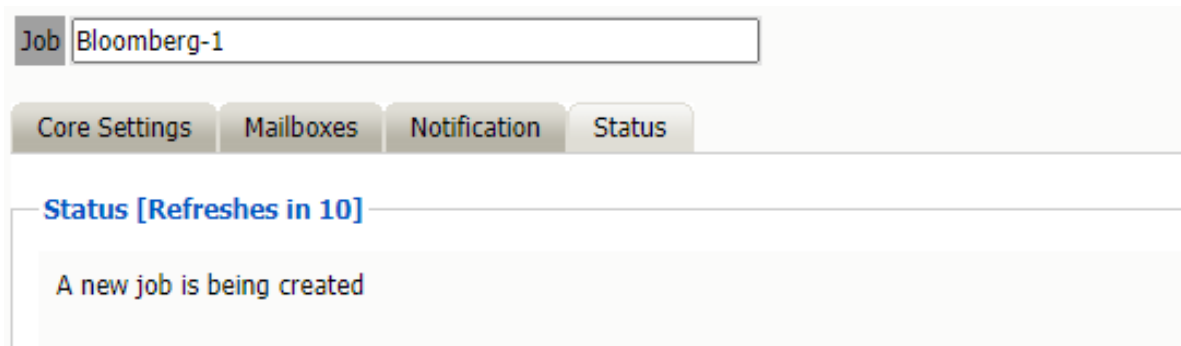 Job Bloomberg-1
Core Settings Mailboxes Notification Status
Status [Refreshes in 10]
A new job is being created